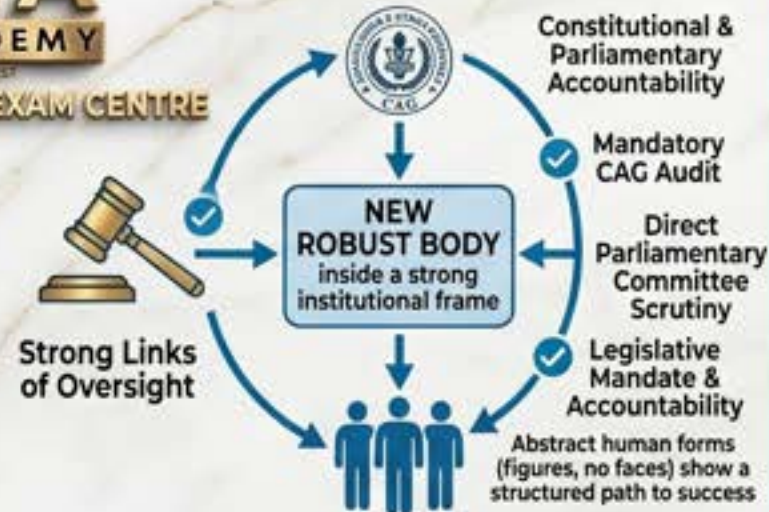 DEMY
EXAM CENTRE
CAG
Constitutional &
Parliamentary
Accountability
Mandatory
CAG Audit
Direct
Parliamentary
Committee
Scrutiny
Legislative
Mandate &
Accountability
NEW
ROBUST BODY
inside a strong
institutional frame
Strong Links
of Oversight
Abstract human forms
(figures, no faces) show a
structured path to success